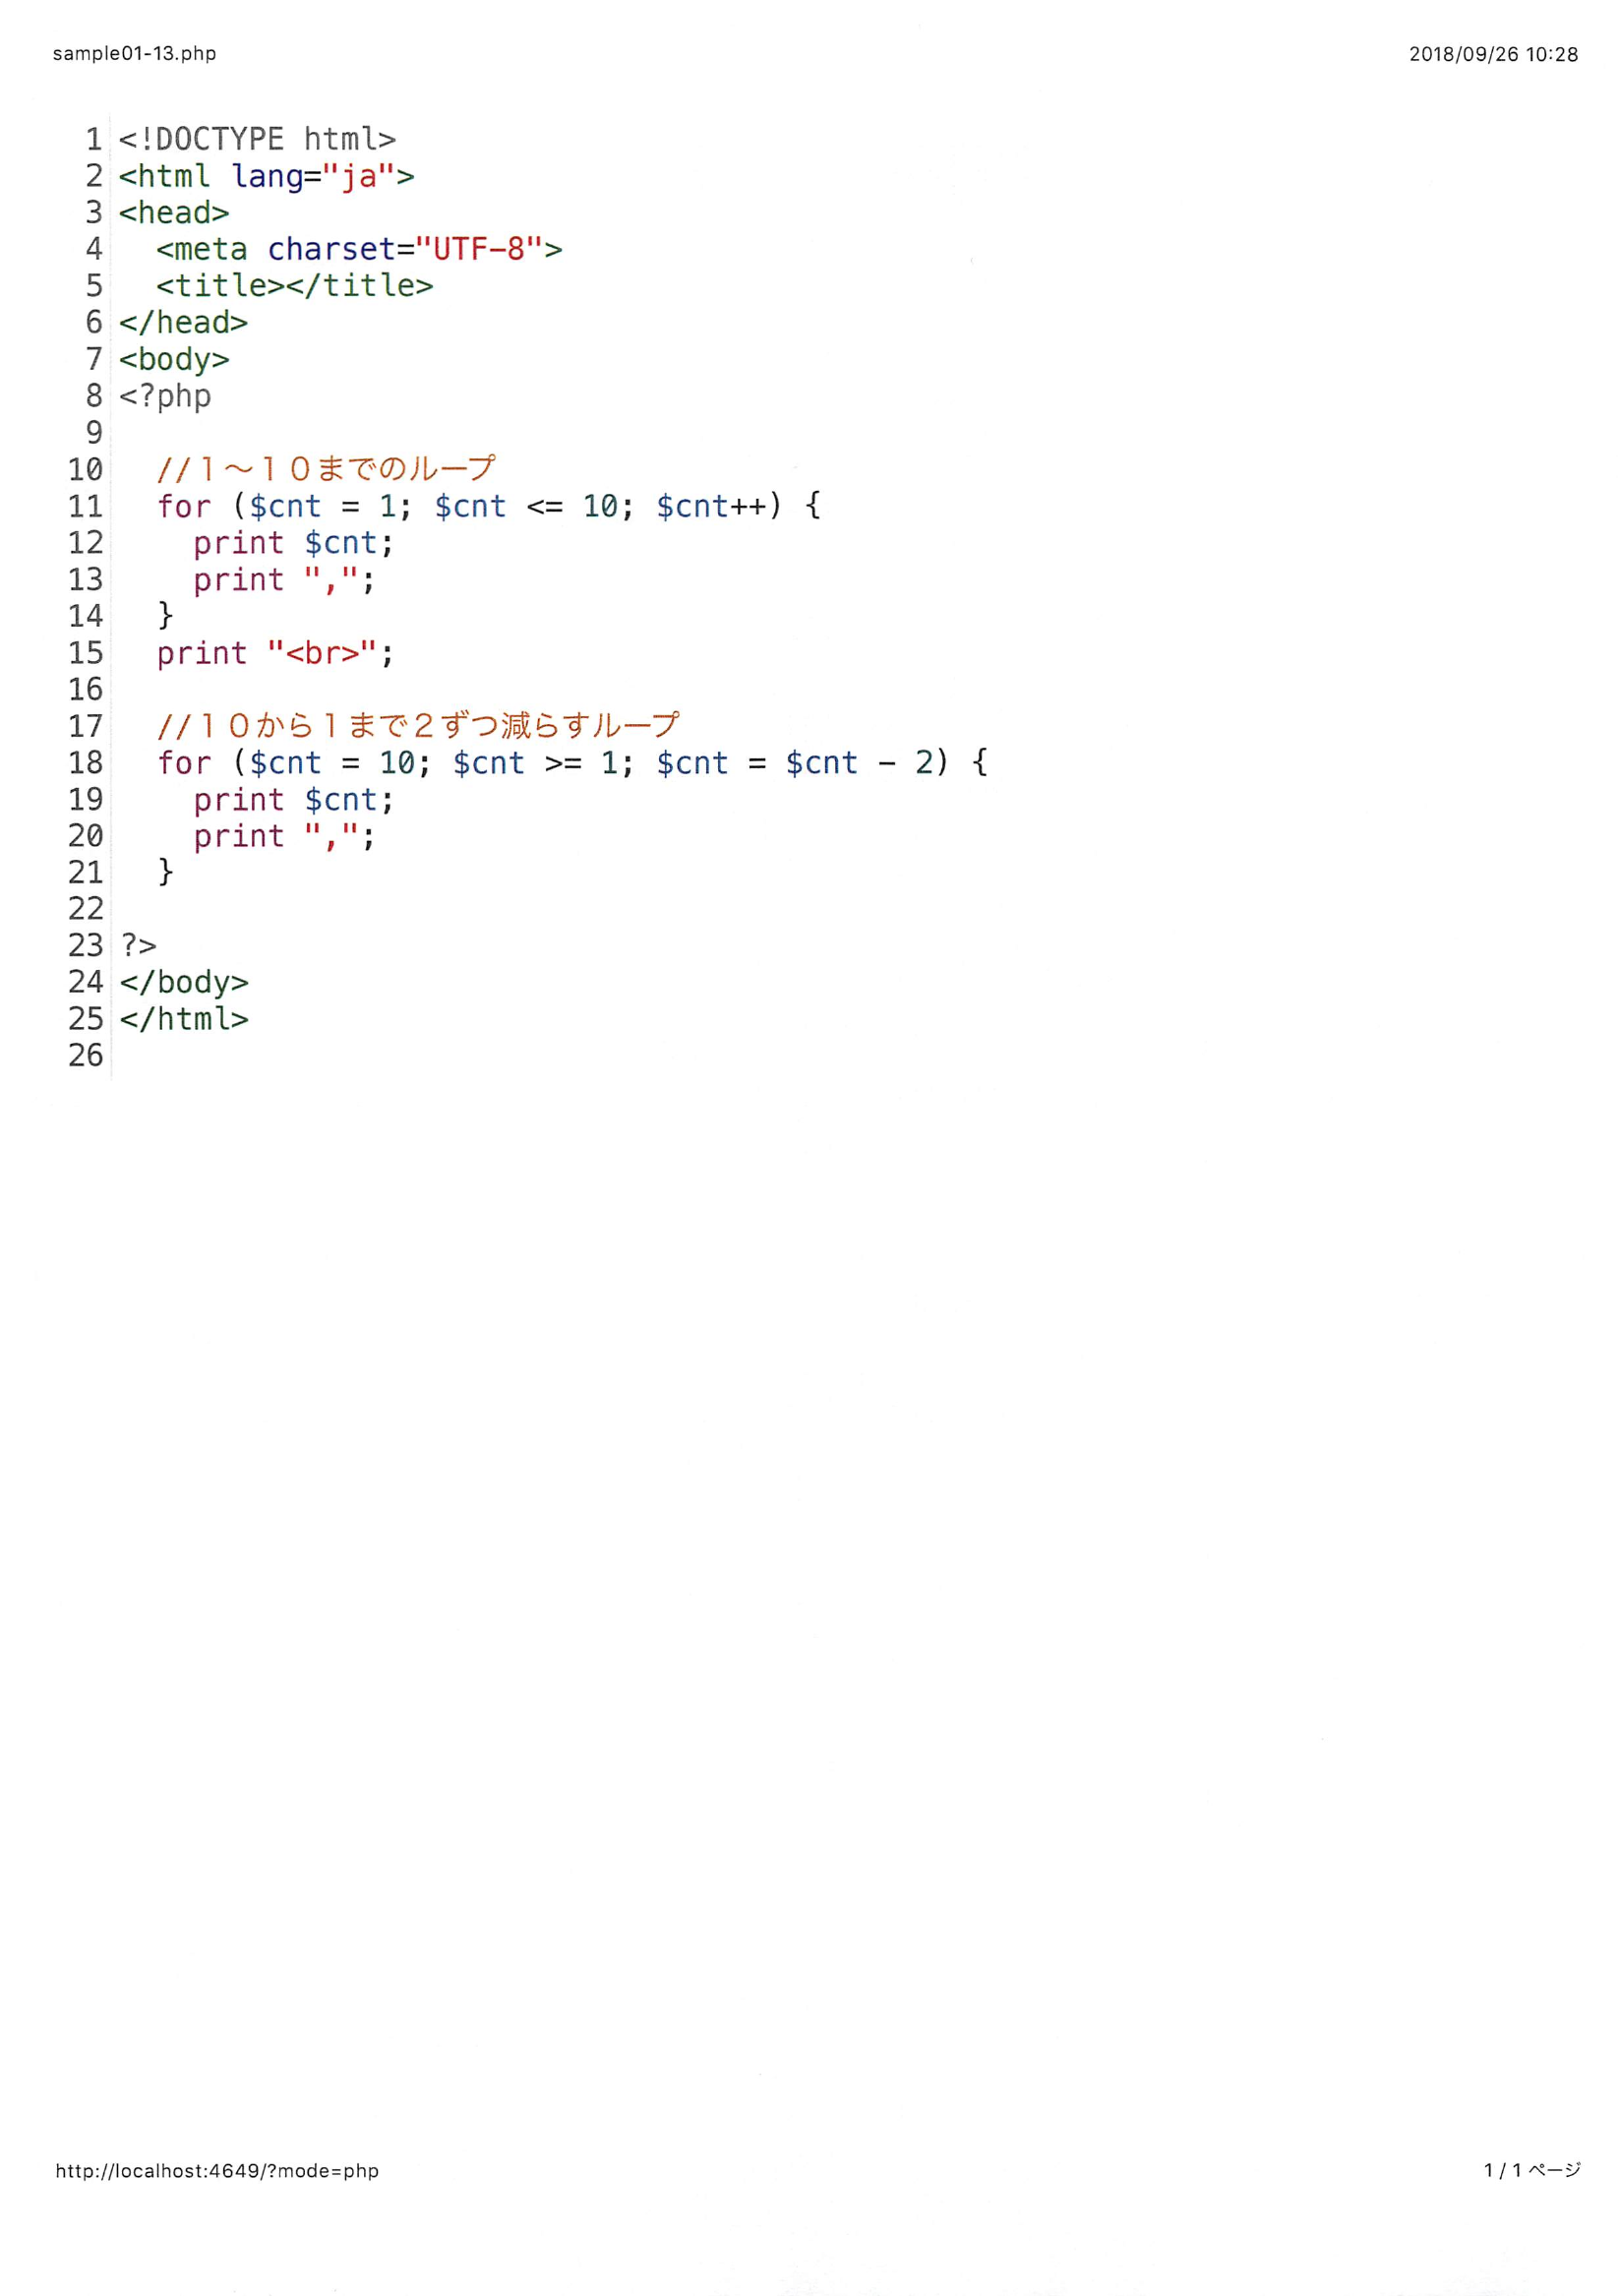 sample01-13.php
2018/09/26 10:28
1 <!DOCTYPE html>
2 <html lang="ja">
3 <head>
4   <meta charset="UTF-8">
5   <title></title>
6 </head>
7 <body>
8 <?php
9
10   //１〜１０までのループ
11   for ($cnt = 1; $cnt <= 10; $cnt++) {
12     print $cnt;
13     print ",";
14   }
15   print "<br>";
16
17   //１０から１まで２ずつ減らすループ
18   for ($cnt = 10; $cnt >= 1; $cnt = $cnt - 2) {
19     print $cnt;
20     print ",";
21   }
22
23 ?>
24 </body>
25 </html>
26
http://localhost:4649/?mode=php
1 / 1 ページ